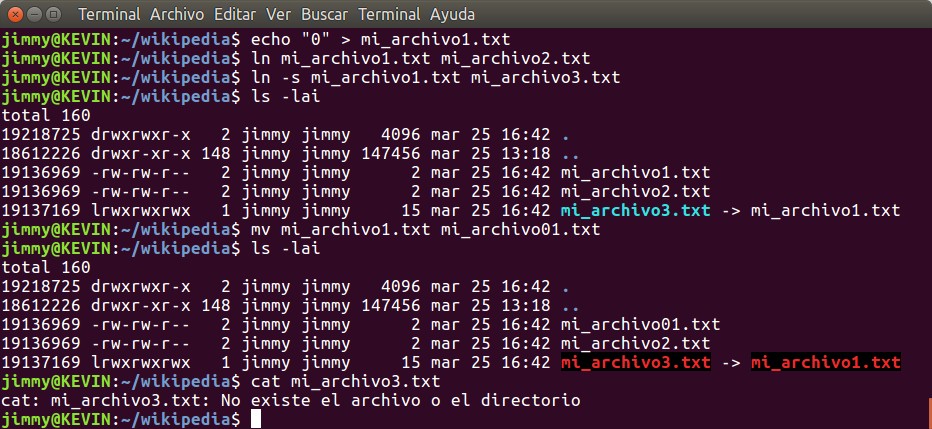 Terminal Archivo Editar Ver Buscar Terminal Ayuda
jimmy@KEVIN:~/wikipedia$ echo "0" > mi_archivo1.txt
jimmy@KEVIN:~/wikipedia$ ln mi_archivo1.txt mi_archivo2.txt
jimmy@KEVIN:~/wikipedia$ ln -s mi_archivo1.txt mi_archivo3.txt
jimmy@KEVIN:~/wikipedia$ ls -lai
total 160
19218725 drwxrwxr-x   2 jimmy jimmy   4096 mar 25 16:42 .
18612226 drwxr-xr-x 148 jimmy jimmy 147456 mar 25 13:18 ..
19136969 -rw-rw-r--   2 jimmy jimmy      2 mar 25 16:42 mi_archivo1.txt
19136969 -rw-rw-r--   2 jimmy jimmy      2 mar 25 16:42 mi_archivo2.txt
19137169 lrwxrwxrwx   1 jimmy jimmy     15 mar 25 16:42 mi_archivo3.txt -> mi_archivo1.txt
jimmy@KEVIN:~/wikipedia$ mv mi_archivo1.txt mi_archivo01.txt
jimmy@KEVIN:~/wikipedia$ ls -lai
total 160
19218725 drwxrwxr-x   2 jimmy jimmy   4096 mar 25 16:42 .
18612226 drwxr-xr-x 148 jimmy jimmy 147456 mar 25 13:18 ..
19136969 -rw-rw-r--   2 jimmy jimmy      2 mar 25 16:42 mi_archivo01.txt
19136969 -rw-rw-r--   2 jimmy jimmy      2 mar 25 16:42 mi_archivo2.txt
19137169 lrwxrwxrwx   1 jimmy jimmy     15 mar 25 16:42 mi_archivo3.txt -> mi_archivo1.txt
jimmy@KEVIN:~/wikipedia$ cat mi_archivo3.txt
cat: mi_archivo3.txt: No existe el archivo o el directorio
jimmy@KEVIN:~/wikipedia$